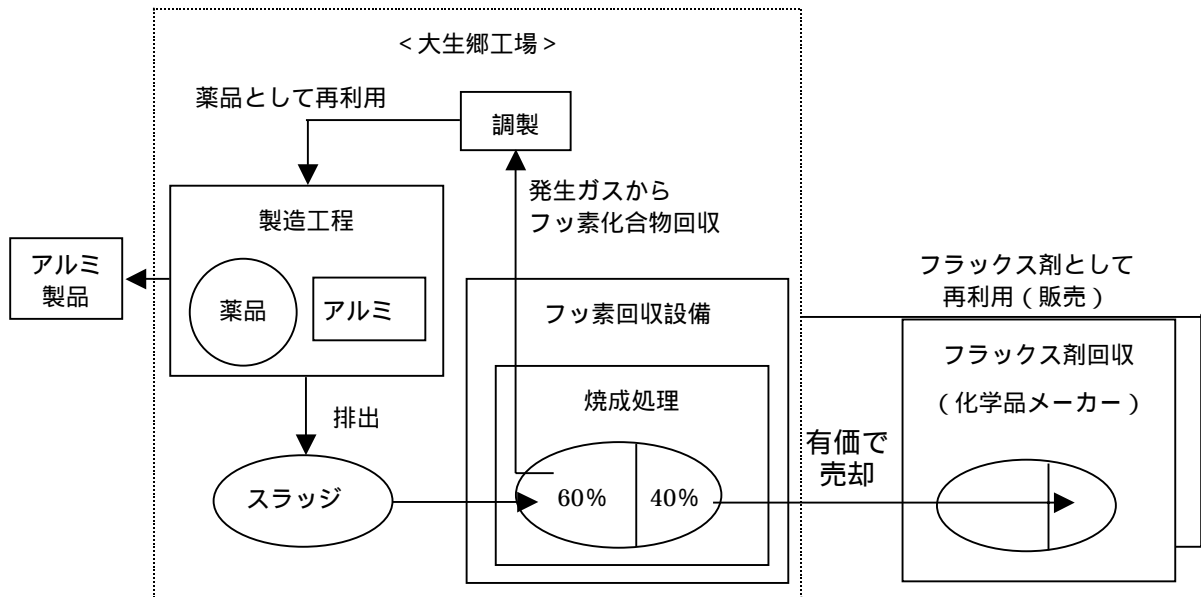 <大生郷工場>
薬品として再利用
調製
発生ガスから
フッ素化合物回収
製造工程
薬品
アルミ
アルミ
製品
排出
スラッジ
フッ素回収設備
焼成処理
60%
40%
有価で
売却
フラックス剤として
再利用(販売)
フラックス剤回収
(化学品メーカー)